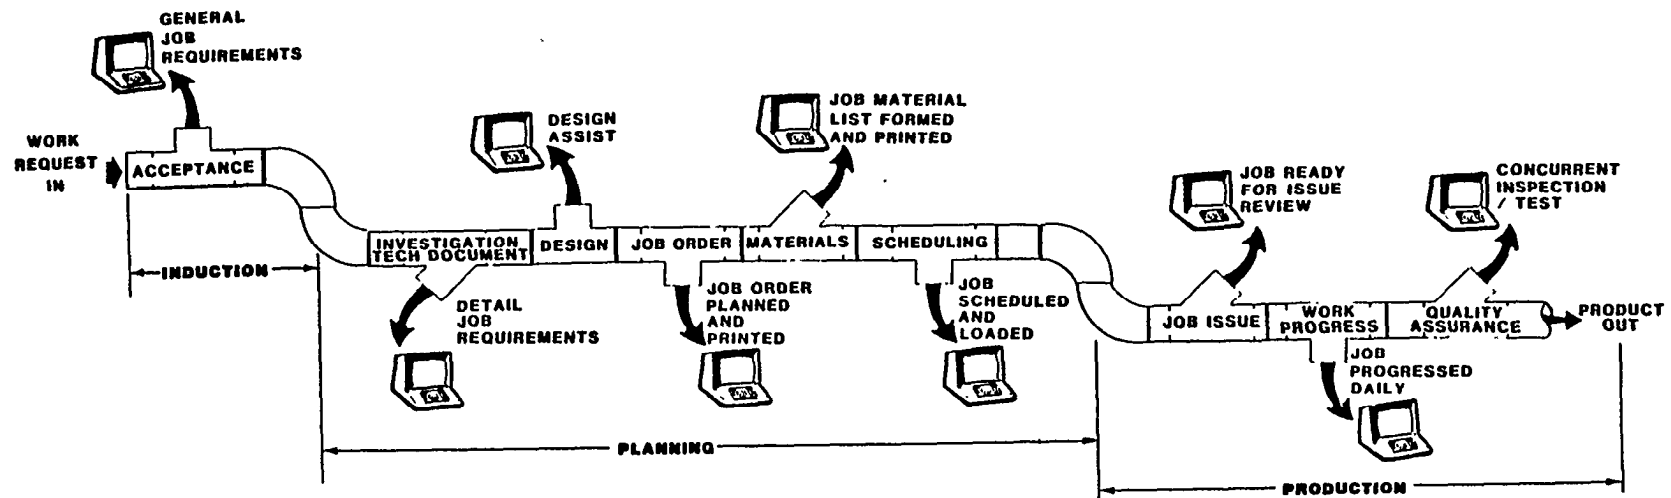 GENERAL
JOB
REQUIREMENTS
WORK
REQUEST
IN
ACCEPTANCE
INDUCTION
INVESTIGATION
TECH DOCUMENT
DETAIL
JOB
REQUIREMENTS
DESIGN
ASSIST
DESIGN
JOB ORDER
JOB ORDER
PLANNED
AND
PRINTED
JOB MATERIAL
LIST FORMED
AND PRINTED
MATERIALS
SCHEDULING
JOB
SCHEDULED
AND
LOADED
PLANNING
JOB READY
FOR ISSUE
REVIEW
JOB ISSUE
WORK
PROGRESS
JOB
PROGRESSED
DAILY
CONCURRENT
INSPECTION
/ TEST
QUALITY
ASSURANCE
PRODUCT
OUT
PRODUCTION